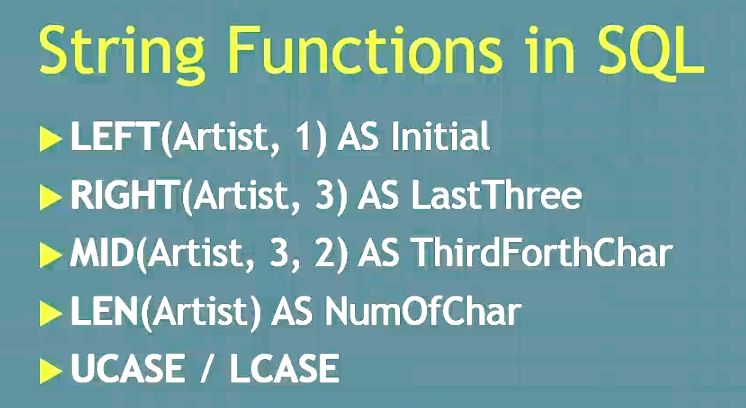 String Functions in SQL
LEFT(Artist, 1) AS Initial
RIGHT(Artist, 3) AS LastThree
MID(Artist, 3, 2) AS ThirdForthChar
LEN(Artist) AS NumOfChar
UCASE / LCASE